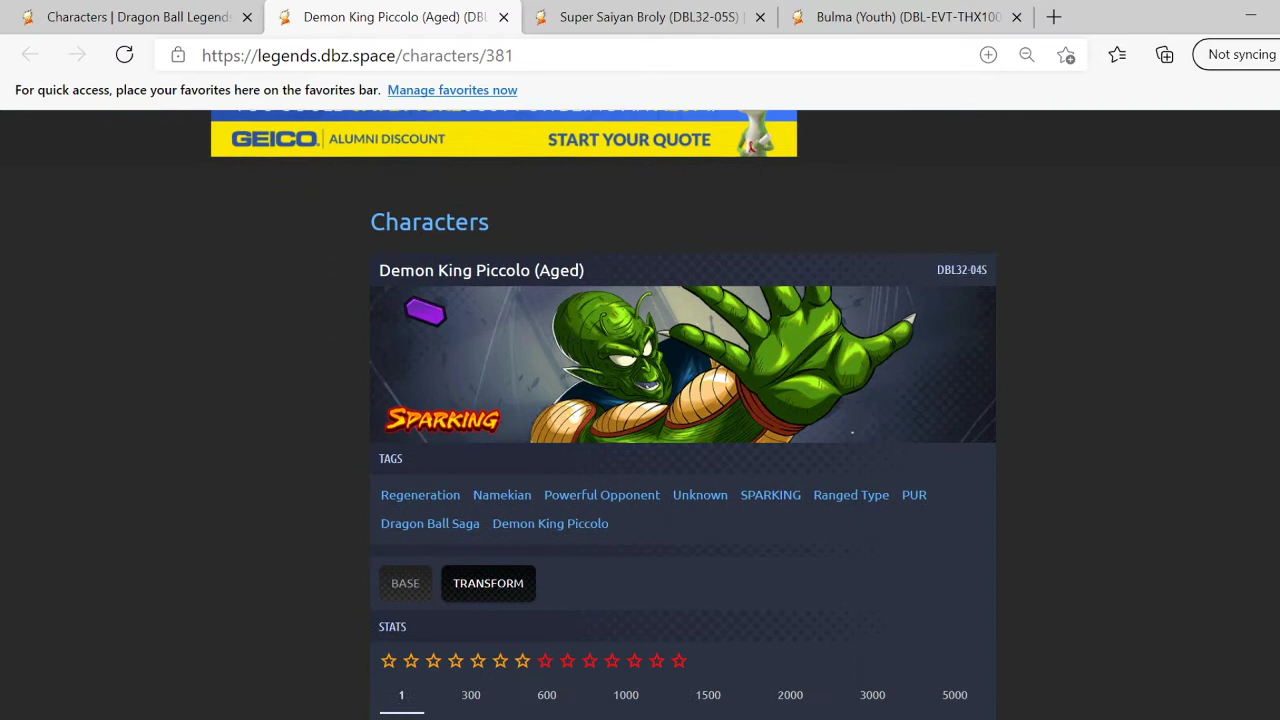 Characters | Dragon Ball Legends
Demon King Piccolo (Aged) (DBL
Super Saiyan Broly (DBL32-05S) |
Bulma (Youth) (DBL-EVT-THX100
https://legends.dbz.space/characters/381
Not syncing
For quick access, place your favorites here on the favorites bar. Manage favorites now
GEICO. ALUMNI DISCOUNT START YOUR QUOTE
Characters
Demon King Piccolo (Aged) DBL32-04S
SPARKING
TAGS
Regeneration Namekian Powerful Opponent Unknown SPARKING Ranged Type PUR
Dragon Ball Saga Demon King Piccolo
BASE TRANSFORM
STATS
1 300 600 1000 1500 2000 3000 5000